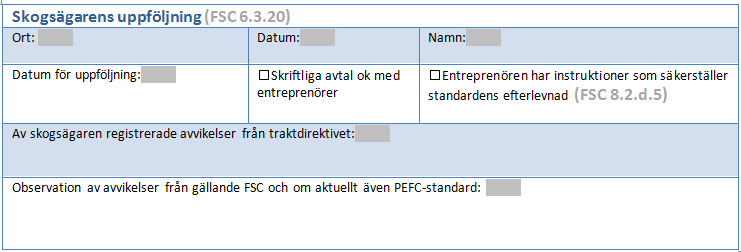 Skogsägarens uppföljning (FSC 6.3.20)
Ort: Datum: Namn:
Datum för uppföljning: ☐Skriftliga avtal ok med entreprenörer ☐Entreprenören har instruktioner som säkerställer standardens efterlevnad (FSC 8.2.d.5)
Av skogsägaren registrerade avvikelser från traktdirektivet:
Observation av avvikelser från gällande FSC och om aktuellt även PEFC-standard: